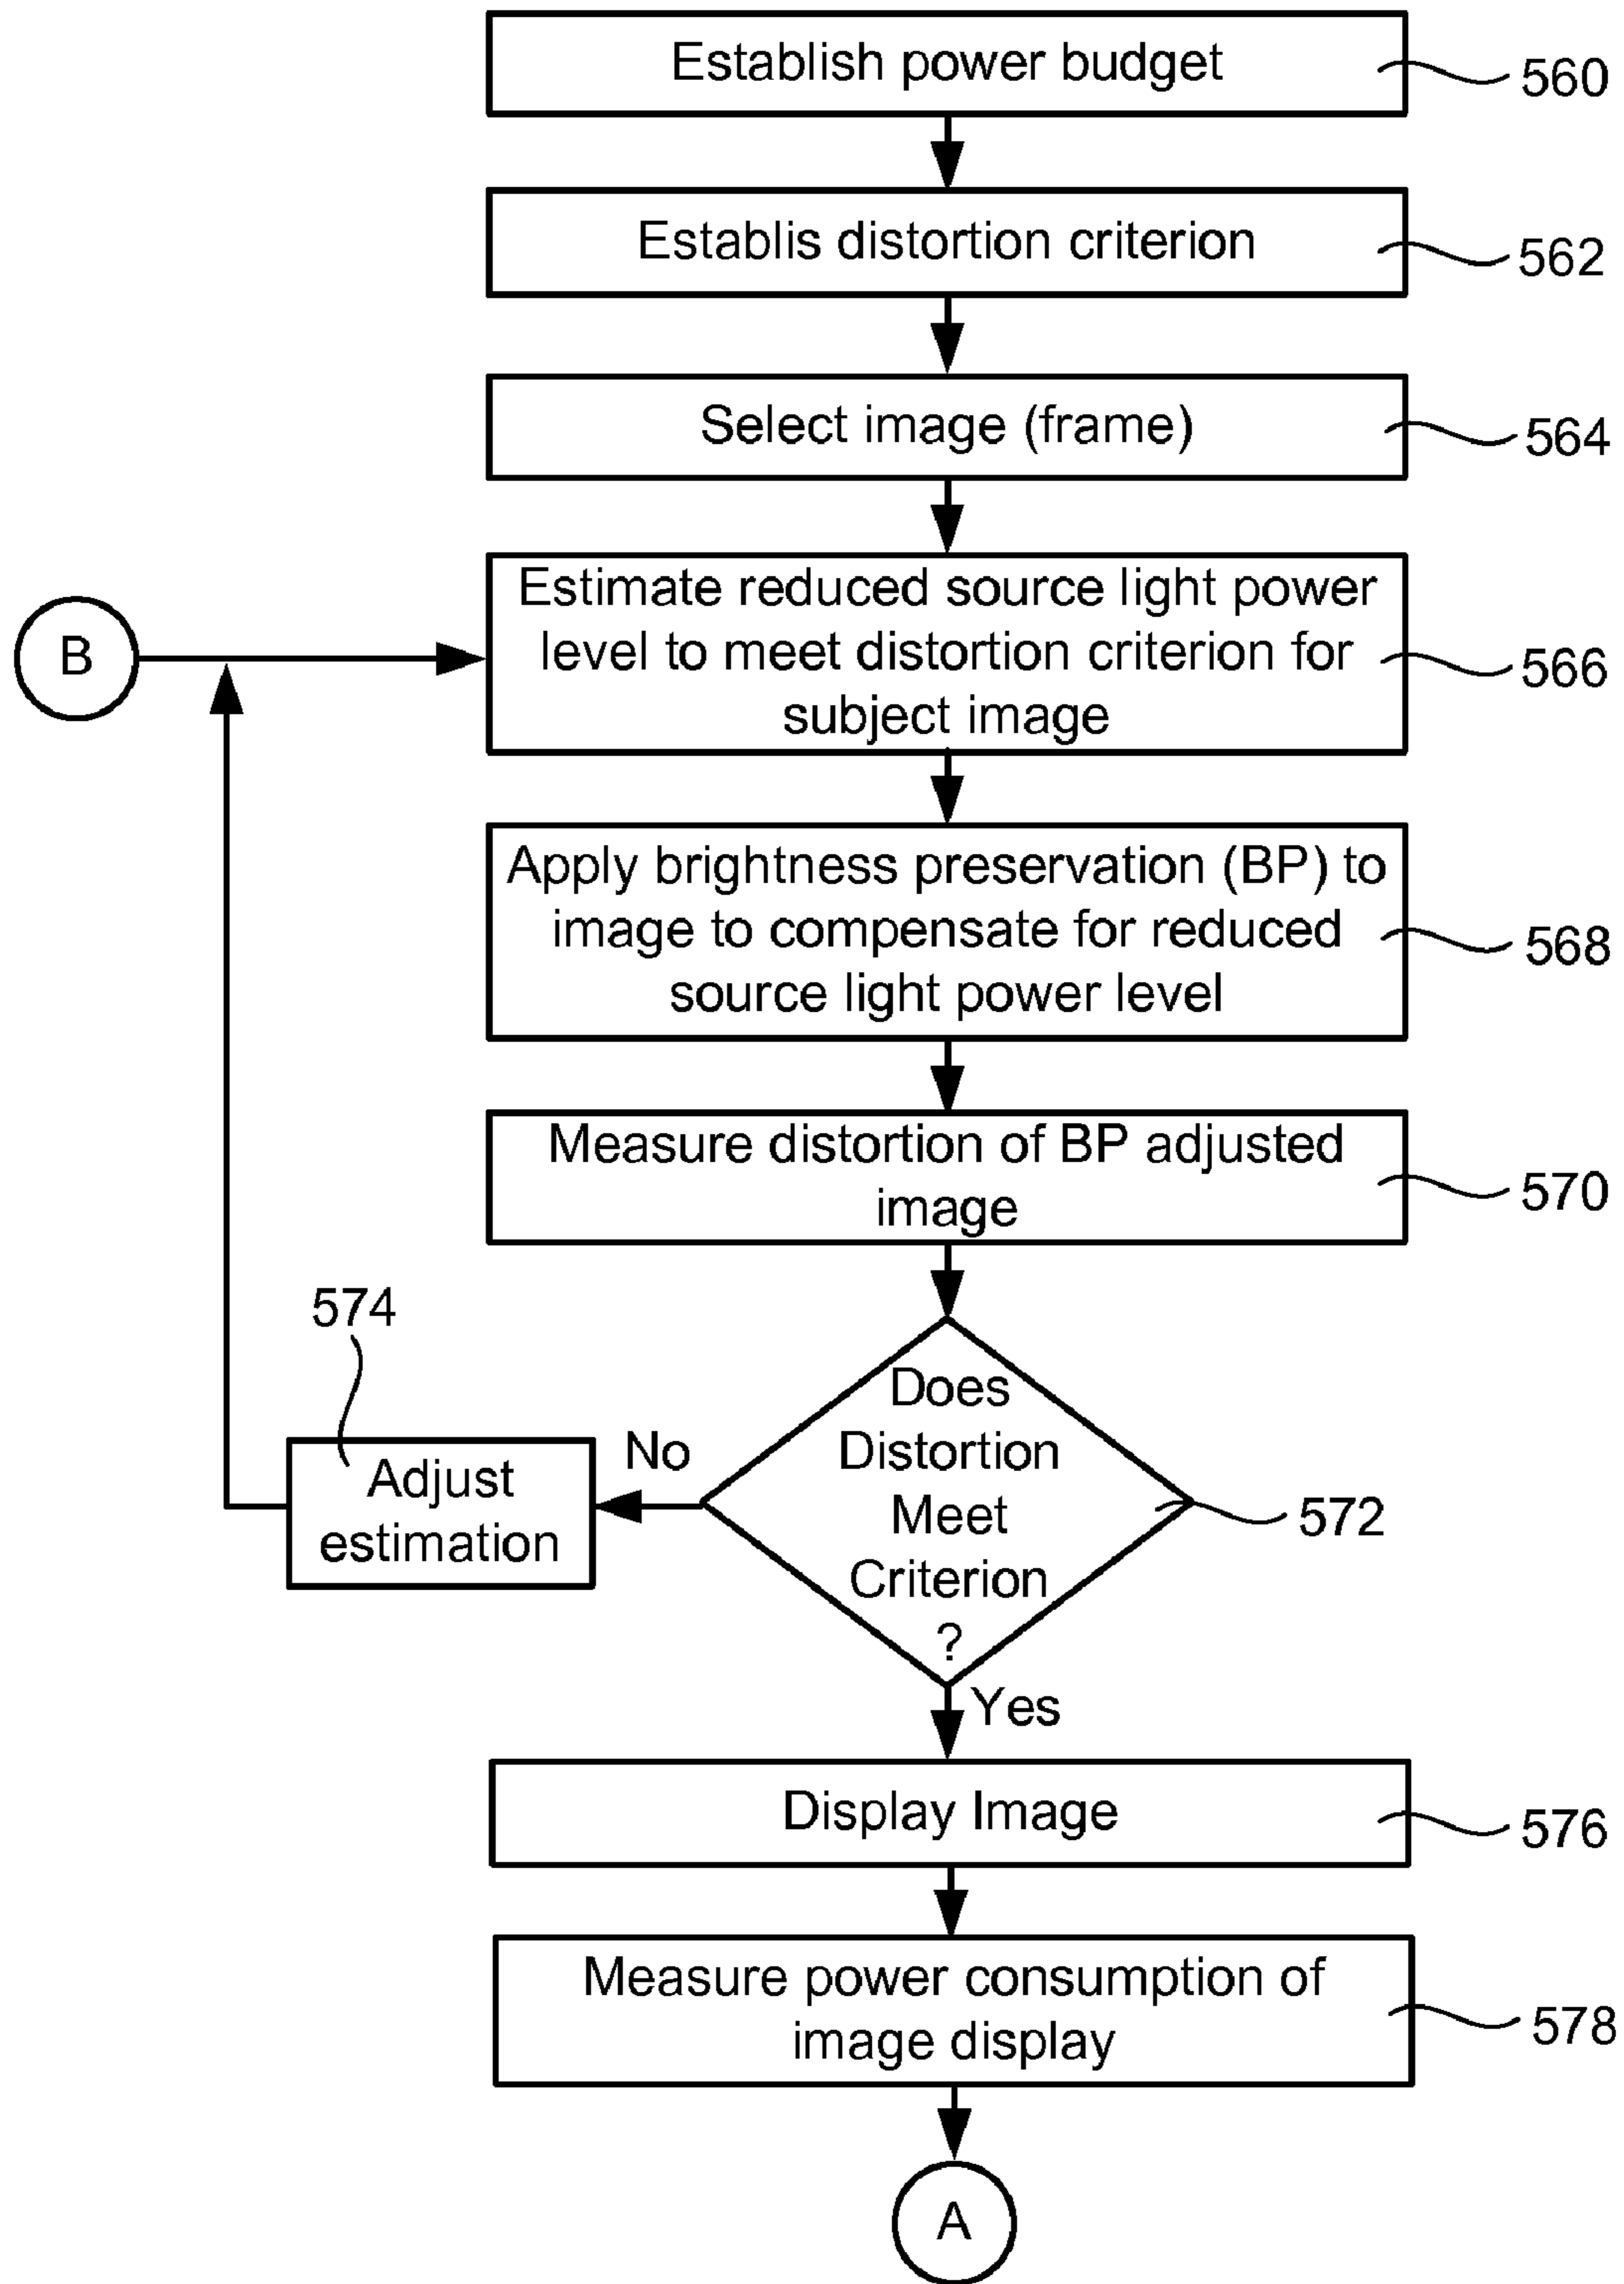 Establish power budget
560
Establis distortion criterion
562
Select image (frame)
564
B
Estimate reduced source light power
level to meet distortion criterion for
subject image
566
Apply brightness preservation (BP) to
image to compensate for reduced
source light power level
568
Measure distortion of BP adjusted
image
570
574
Does
Distortion
Meet
Criterion
?
572
No
Adjust
estimation
Yes
Display Image
576
Measure power consumption of
image display
578
A